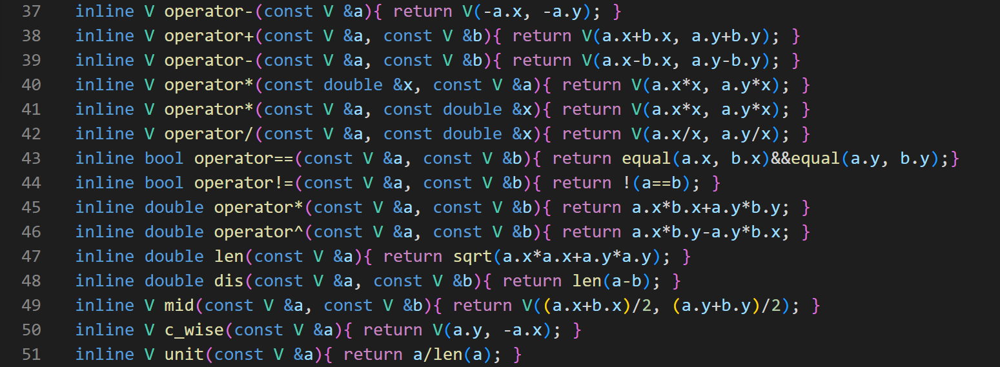 37 inline V operator-(const V &a){ return V(-a.x, -a.y); }
38 inline V operator+(const V &a, const V &b){ return V(a.x+b.x, a.y+b.y); }
39 inline V operator-(const V &a, const V &b){ return V(a.x-b.x, a.y-b.y); }
40 inline V operator*(const double &x, const V &a){ return V(a.x*x, a.y*x); }
41 inline V operator*(const V &a, const double &x){ return V(a.x*x, a.y*x); }
42 inline V operator/(const V &a, const double &x){ return V(a.x/x, a.y/x); }
43 inline bool operator==(const V &a, const V &b){ return equal(a.x, b.x)&&equal(a.y, b.y);}
44 inline bool operator!=(const V &a, const V &b){ return !(a==b); }
45 inline double operator*(const V &a, const V &b){ return a.x*b.x+a.y*b.y; }
46 inline double operator^(const V &a, const V &b){ return a.x*b.y-a.y*b.x; }
47 inline double len(const V &a){ return sqrt(a.x*a.x+a.y*a.y); }
48 inline double dis(const V &a, const V &b){ return len(a-b); }
49 inline V mid(const V &a, const V &b){ return V((a.x+b.x)/2, (a.y+b.y)/2); }
50 inline V c_wise(const V &a){ return V(a.y, -a.x); }
51 inline V unit(const V &a){ return a/len(a); }